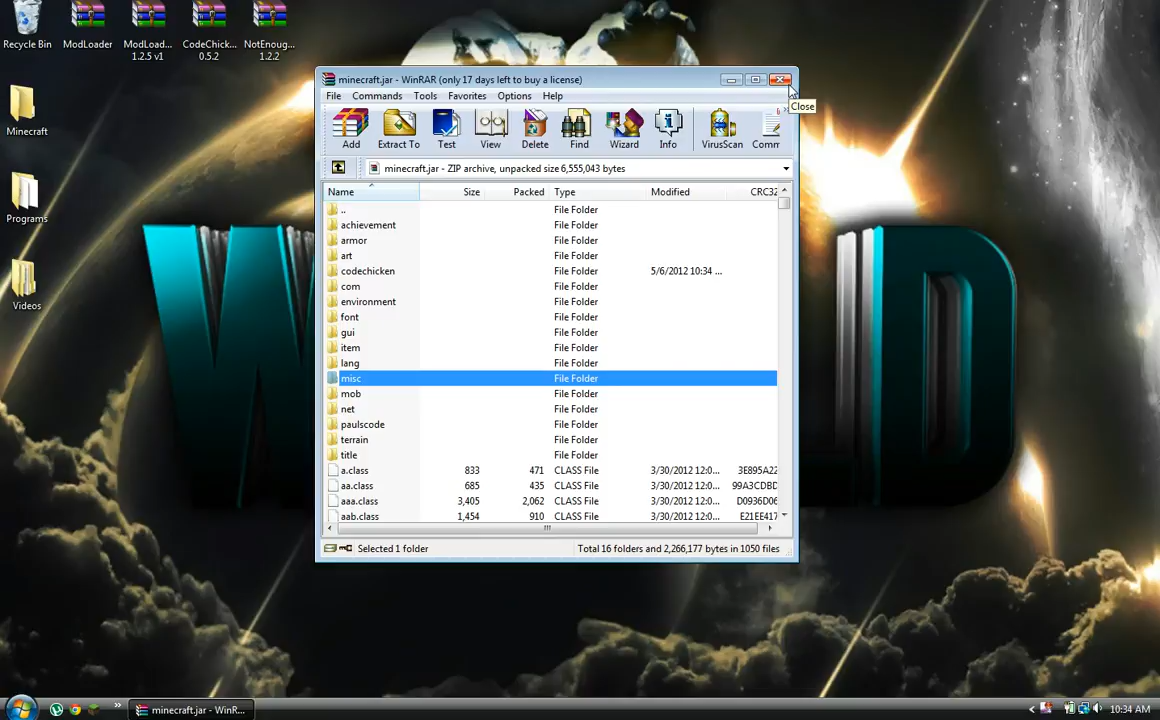 Recycle Bin
ModLoader
ModLoad...
1.2.5 v1
CodeChick...
0.5.2
NotEnoug...
1.2.2
Minecraft
Programs
Videos
minecraft.jar - WinRAR (only 17 days left to buy a license)
Close
File Commands Tools Favorites Options Help
Add Extract To Test View Delete Find Wizard Info VirusScan Comm
minecraft.jar - ZIP archive, unpacked size 6,555,043 bytes
Name Size Packed Type Modified CRC32
.. File Folder
achievement File Folder
armor File Folder
art File Folder
codechicken File Folder 5/6/2012 10:34 ...
com File Folder
environment File Folder
font File Folder
gui File Folder
item File Folder
lang File Folder
misc File Folder
mob File Folder
net File Folder
paulscode File Folder
terrain File Folder
title File Folder
a.class 833 471 CLASS File 3/30/2012 12:0... 3E895A22
aa.class 685 435 CLASS File 3/30/2012 12:0... 99A3CDBD
aaa.class 3,405 2,062 CLASS File 3/30/2012 12:0... D0936D06
aab.class 1,454 910 CLASS File 3/30/2012 12:0... E21EE417
Selected 1 folder Total 16 folders and 2,266,177 bytes in 1050 files
minecraft.jar - WinR...
10:34 AM